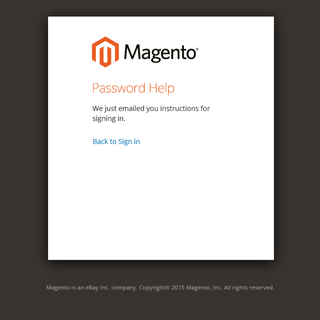 Magento®
Password Help
We just emailed you instructions for
signing in.
Back to Sign in
Magento is an eBay Inc. company. Copyright© 2015 Magento, Inc. All rights reserved.